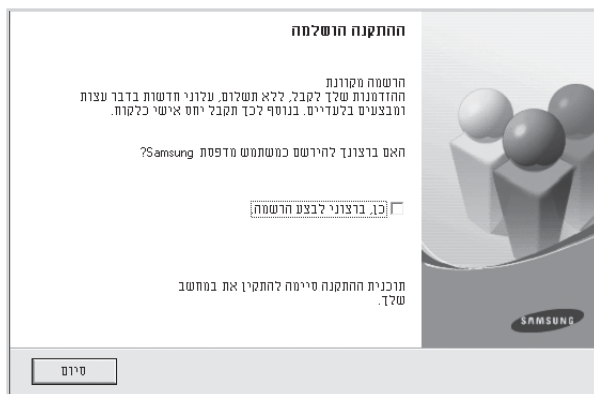 ההתקנה הושלמה
הרשמה מקוונת
ההזדמנות שלך לקבל, ללא תשלום, עלוני חדשות בדבר עצות
ומבצעים בלעדיים. בנוסף לכך תקבל יחס אישי כלקוח.
האם ברצונך להירשם כמשתמש מדפסת Samsung?
כן, ברצוני לבצע הרשמה.
תוכנית ההתקנה סיימה להתקין את במחשב
שלך.
SAMSUNG
סיום